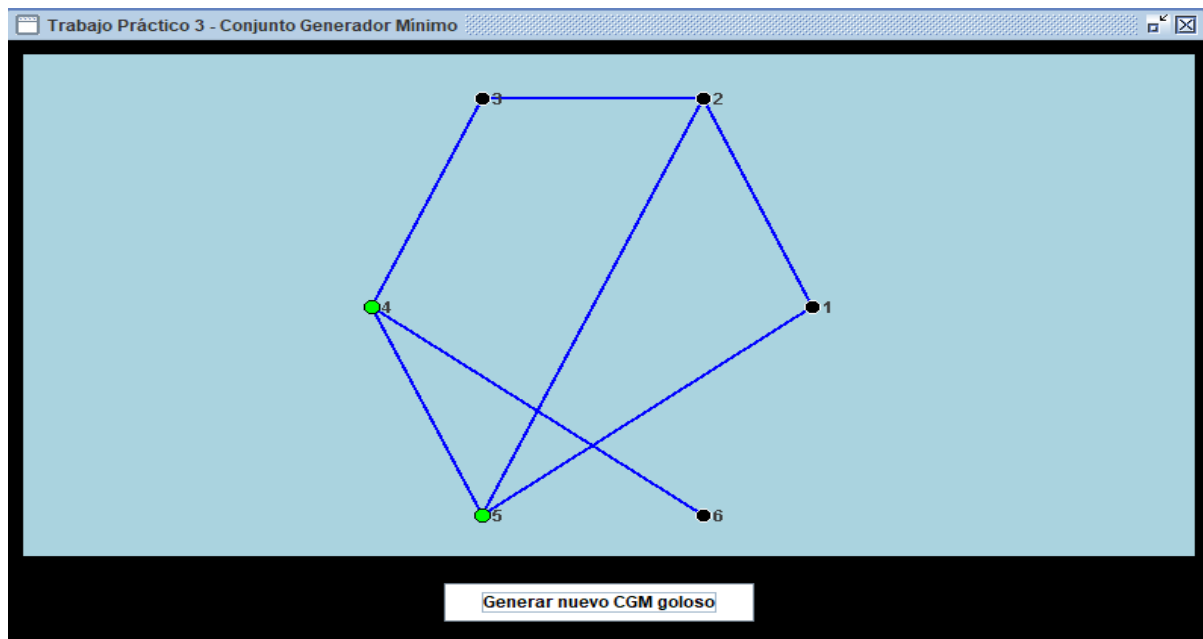 Trabajo Práctico 3 - Conjunto Generador Mínimo
3 2
4 1
5 6
Generar nuevo CGM goloso